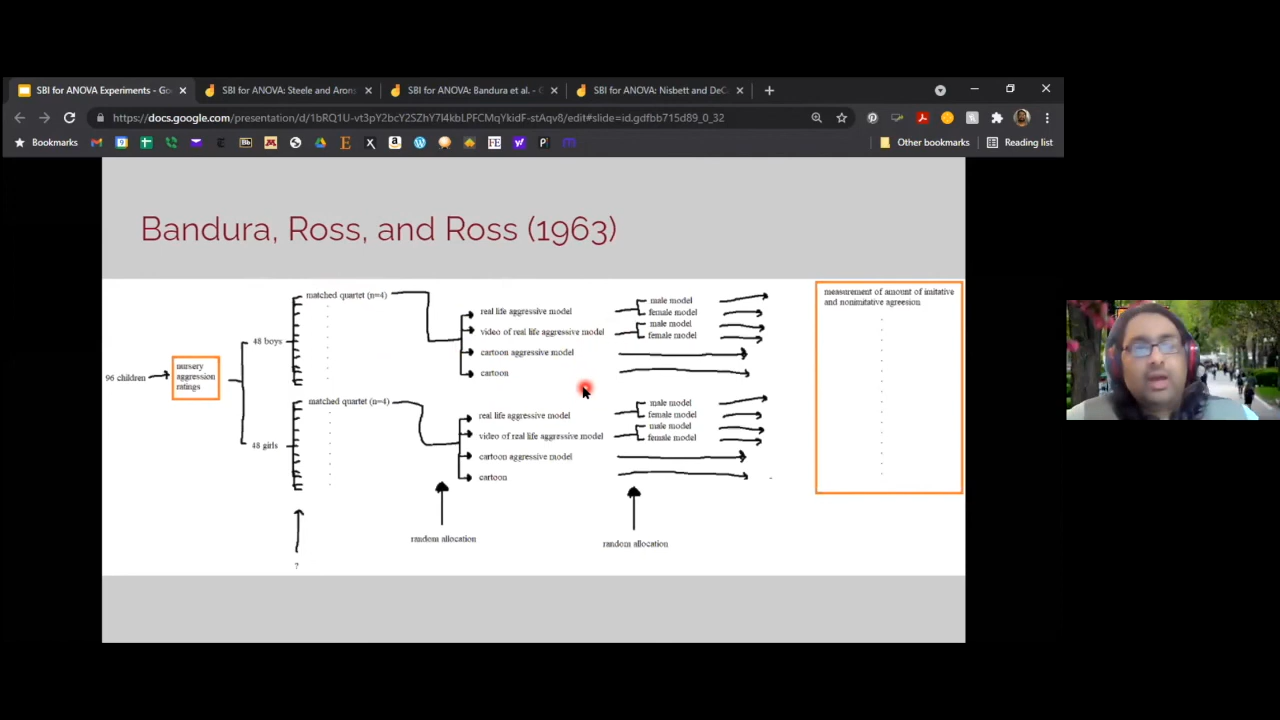 SBI for ANOVA Experiments - Go
SBI for ANOVA: Steele and Aron
SBI for ANOVA: Bandura et al. - G
SBI for ANOVA: Nisbett and DeC
https://docs.google.com/presentation/d/1bRQ1U-vt3pY2bcY2SZhY7l4kbLPFCMqYkidF-stAqv8/edit#slide=id.gdfbb715d89_0_32
Bookmarks
Other bookmarks
Reading list
Bandura, Ross, and Ross (1963)
96 children
nursery
aggression
ratings
48 boys
48 girls
matched quartet (n=4)
real life aggressive model
video of real life aggressive model
cartoon aggressive model
cartoon
male model
female model
male model
female model
matched quartet (n=4)
real life aggressive model
video of real life aggressive model
cartoon aggressive model
cartoon
male model
female model
male model
female model
?
random allocation
random allocation
measurement of amount of imitative
and nonimitative agreesion